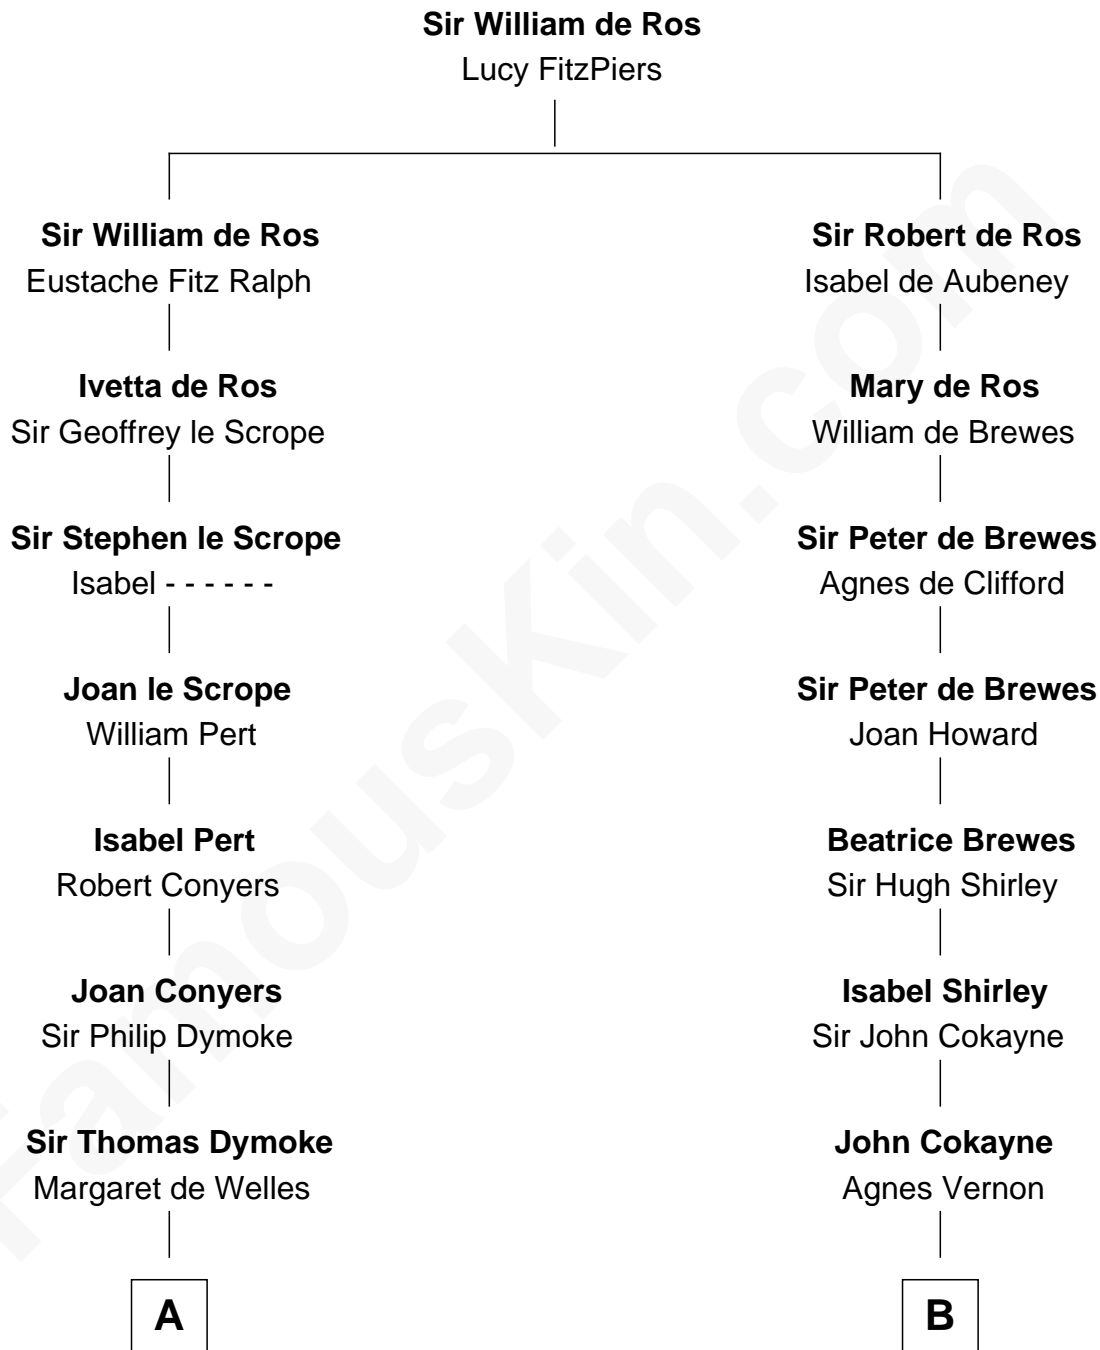 Sir William de Ros
Lucy FitzPiers
Sir William de Ros
Eustache Fitz Ralph
Sir Robert de Ros
Isabel de Aubeney
Ivetta de Ros
Sir Geoffrey le Scrope
Mary de Ros
William de Brewes
Sir Stephen le Scrope
Isabel - - - - - -
Sir Peter de Brewes
Agnes de Clifford
Joan le Scrope
William Pert
Sir Peter de Brewes
Joan Howard
Isabel Pert
Robert Conyers
Beatrice Brewes
Sir Hugh Shirley
Joan Conyers
Sir Philip Dymoke
Isabel Shirley
Sir John Cokayne
Sir Thomas Dymoke
Margaret de Welles
John Cokayne
Agnes Vernon
A
B
FamousKin.com